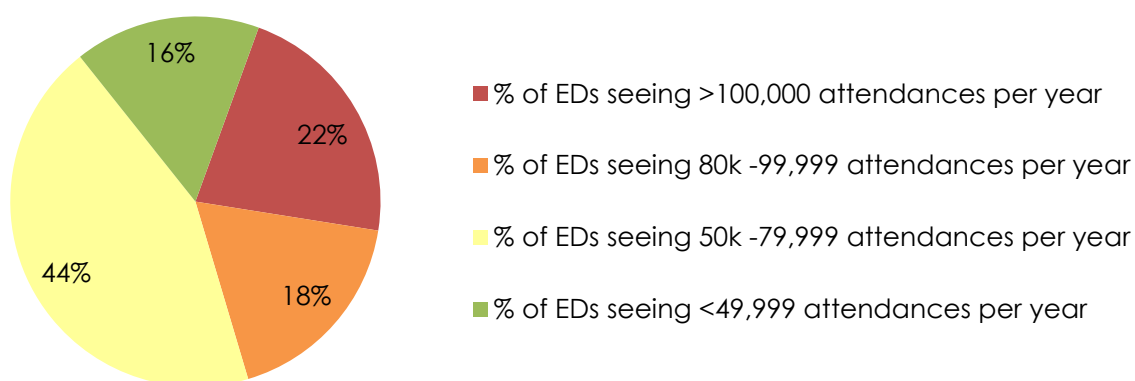 16%
22%
44%
18%
% of EDs seeing >100,000 attendances per year
% of EDs seeing 80k -99,999 attendances per year
% of EDs seeing 50k -79,999 attendances per year
% of EDs seeing <49,999 attendances per year